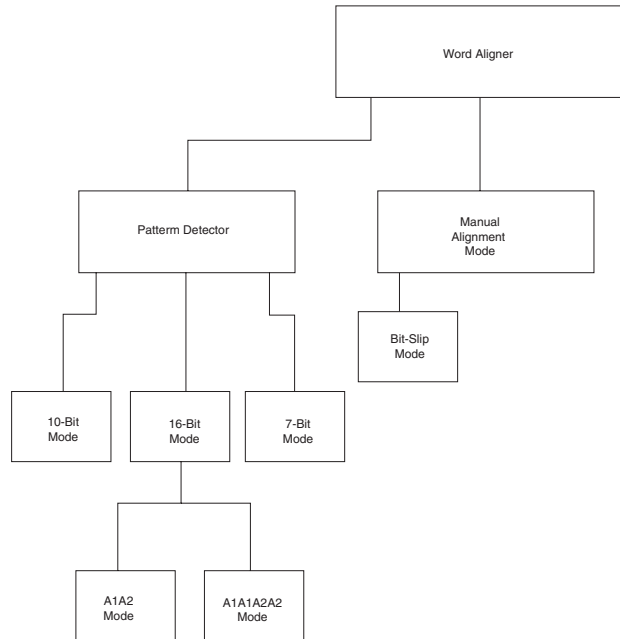 Word Aligner
Patterm Detector
Manual
Alignment
Mode
Bit-Slip
Mode
10-Bit
Mode
16-Bit
Mode
7-Bit
Mode
A1A2
Mode
A1A1A2A2
Mode